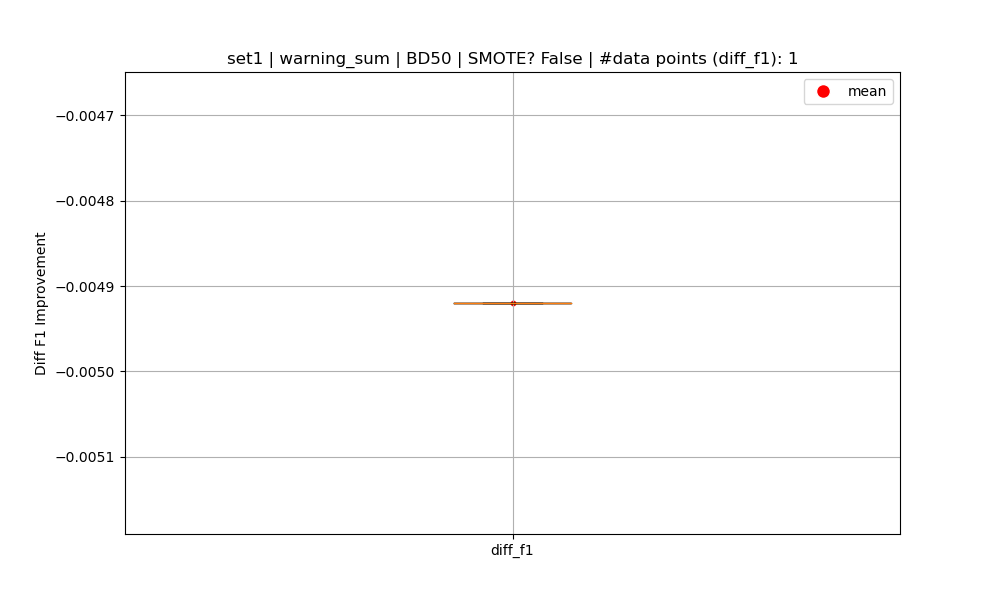 set1 | warning_sum | BD50 | SMOTE? False | #data points (diff_f1): 1
mean
−0.0047
−0.0048
−0.0049
−0.0050
−0.0051
Diff F1 Improvement
diff_f1